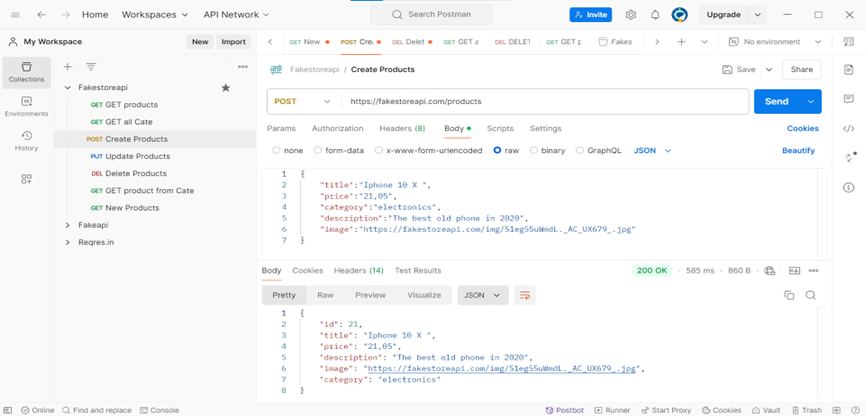 Home Workspaces API Network Search Postman Invite Upgrade
My Workspace New Import GET New POST Cre DEL Delet GET GET a DEL DELET GET GET p Fakes No environment
Collections
Environments
History
Fakestoreapi
GET GET products
GET GET all Cate
POST Create Products
PUT Update Products
DEL Delete Products
GET GET product from Cate
GET New Products
Fakeapi
Reqres.in
Fakestoreapi / Create Products Save Share
POST https://fakestoreapi.com/products Send
Params Authorization Headers (8) Body Scripts Settings Cookies
none form-data x-www-form-urlencoded raw binary GraphQL JSON Beautify
1 {
2 "title":"Iphone 10 X ",
3 "price":"21,05",
4 "category":"electronics",
5 "description":"The best old phone in 2020",
6 "image":"https://fakestoreapi.com/img/51eg55uWmdL._AC_UX679_.jpg"
7 }
Body Cookies Headers (14) Test Results 200 OK 585 ms 860 B
Pretty Raw Preview Visualize JSON
1 {
2 "id": 21,
3 "title": "Iphone 10 X ",
4 "price": "21,05",
5 "description": "The best old phone in 2020",
6 "image": "https://fakestoreapi.com/img/51eg55uWmdL._AC_UX679_.jpg",
7 "category": "electronics"
8 }
Online Find and replace Console Postbot Runner Start Proxy Cookies Vault Trash